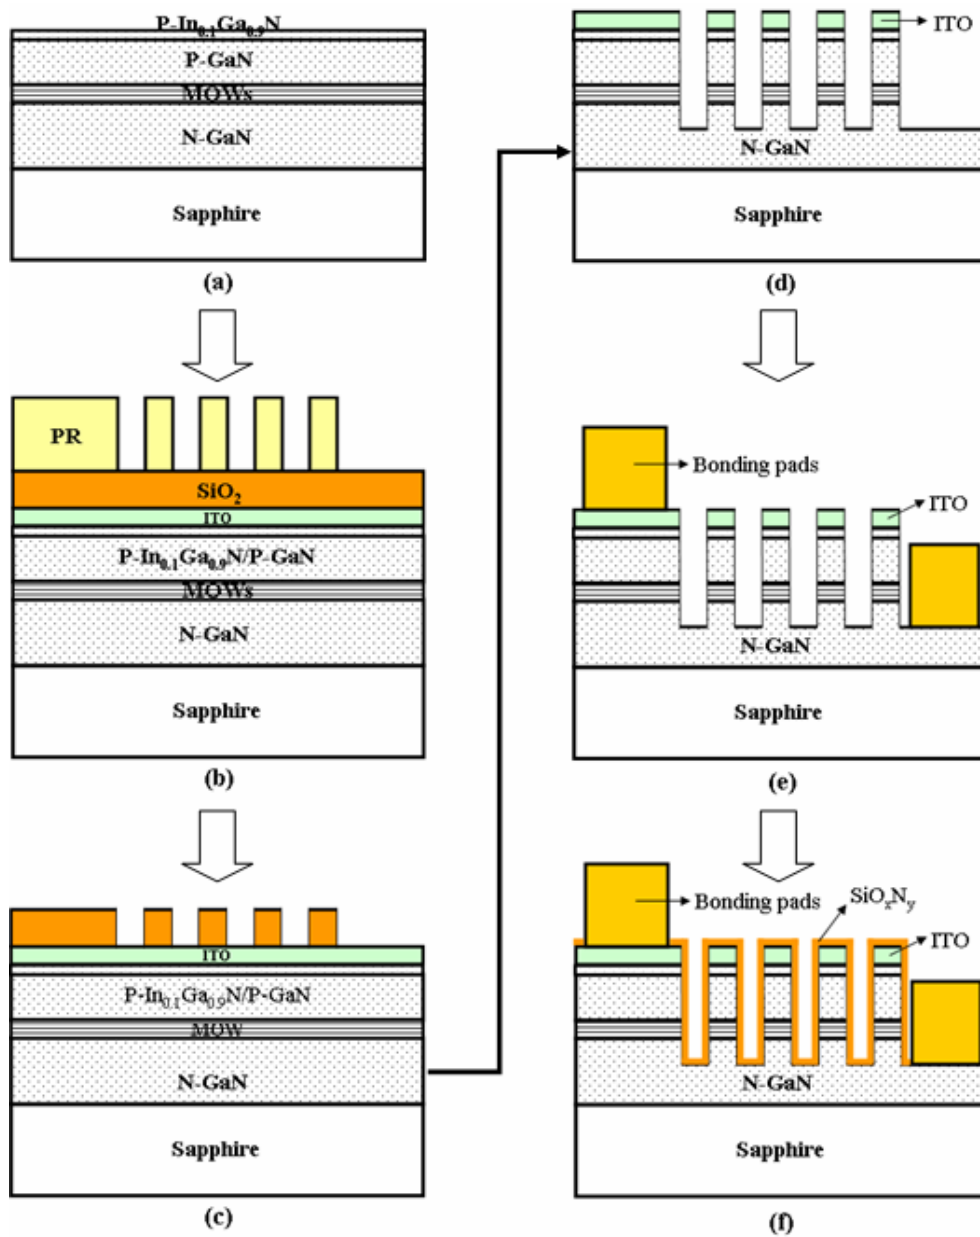 P-In0.1Ga0.9N
P-GaN
MQWs
N-GaN
Sapphire
(a)
PR
SiO2
ITO
P-In0.1Ga0.9N/P-GaN
MQWs
N-GaN
Sapphire
(b)
ITO
P-In0.1Ga0.9N/P-GaN
MQW
N-GaN
Sapphire
(c)
ITO
N-GaN
Sapphire
(d)
Bonding pads
ITO
N-GaN
Sapphire
(e)
Bonding pads
SiOxNy
ITO
N-GaN
Sapphire
(f)